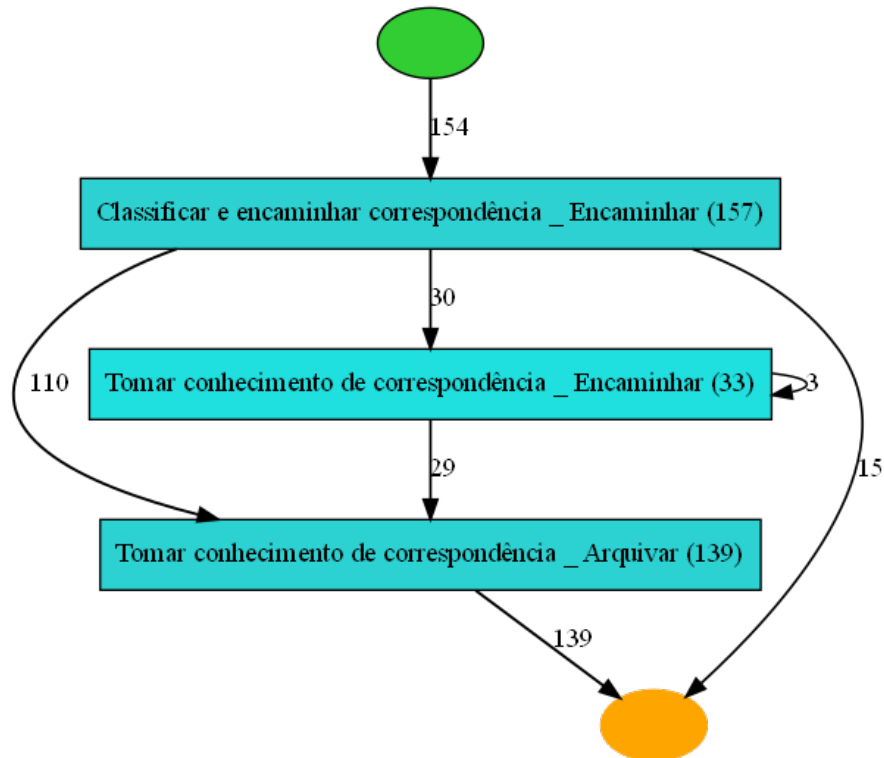 154
Classificar e encaminhar correspondência _ Encaminhar (157)
30
Tomar conhecimento de correspondência _ Encaminhar (33)
3
110
29
15
Tomar conhecimento de correspondência _ Arquivar (139)
139